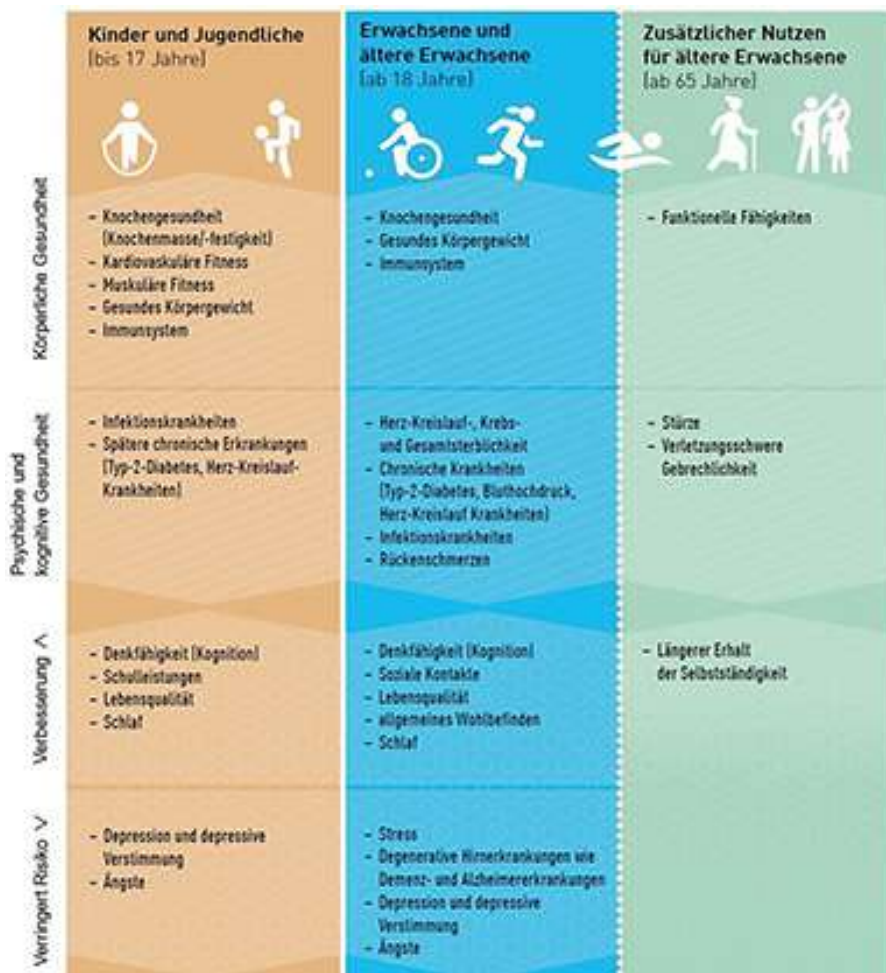 Kinder und Jugendliche
(bis 17 Jahre)
Erwachsene und
ältere Erwachsene
(ab 18 Jahre)
Zusätzlicher Nutzen
für ältere Erwachsene
(ab 65 Jahre)
Körperliche Gesundheit
– Knochengesundheit
(Knochenmasse/-festigkeit)
– Kardiovaskuläre Fitness
– Muskuläre Fitness
– Gesundes Körpergewicht
– Immunsystem
– Knochengesundheit
– Gesundes Körpergewicht
– Immunsystem
– Funktionelle Fähigkeiten
Psychische und
kognitive Gesundheit
– Infektionskrankheiten
– Spätere chronische Erkrankungen
(Typ-2-Diabetes, Herz-Kreislauf-
Krankheiten)
– Herz-Kreislauf-, Krebs-
und Gesamtsterblichkeit
– Chronische Krankheiten
(Typ-2-Diabetes, Bluthochdruck,
Herz-Kreislauf Krankheiten)
– Infektionskrankheiten
– Rückenschmerzen
– Stürze
– Verletzungsschwere
Gebrechlichkeit
Verbesserung ᐱ
– Denkfähigkeit (Kognition)
– Schulleistungen
– Lebensqualität
– Schlaf
– Denkfähigkeit (Kognition)
– Soziale Kontakte
– Lebensqualität
– allgemeines Wohlbefinden
– Schlaf
– Längerer Erhalt
der Selbstständigkeit
Verringert Risiko ᐯ
– Depression und depressive
Verstimmung
– Ängste
– Stress
– Degenerative Hirnerkrankungen wie
Demenz- und Alzheimererkrankungen
– Depression und depressive
Verstimmung
– Ängste